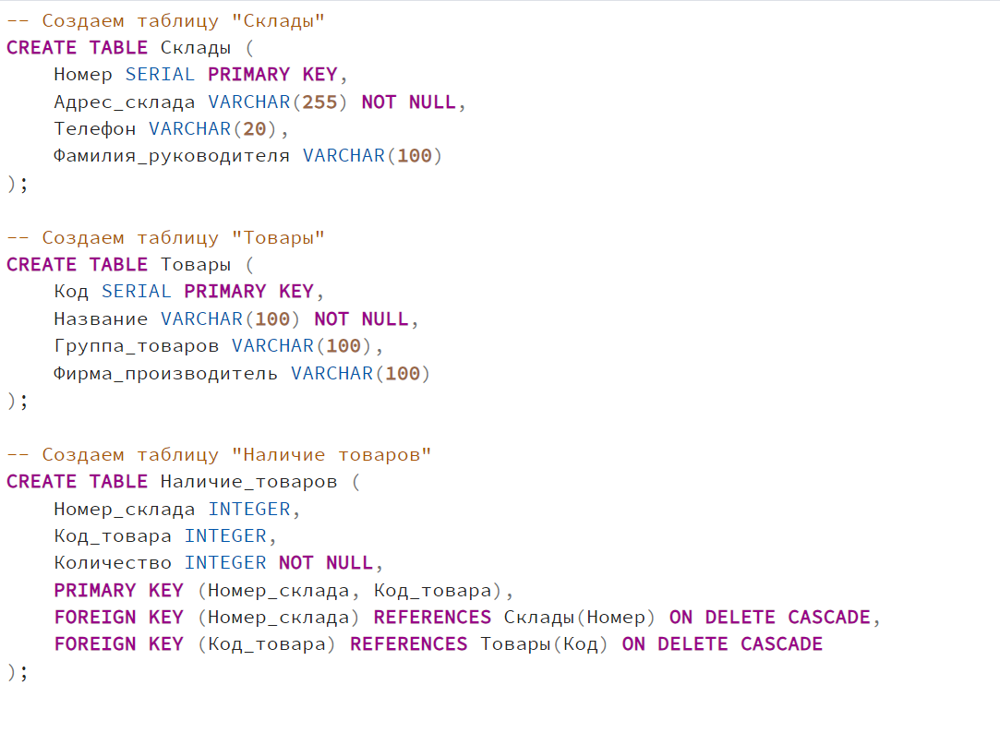 -- Создаем таблицу "Склады"
CREATE TABLE Склады (
    Номер SERIAL PRIMARY KEY,
    Адрес_склада VARCHAR(255) NOT NULL,
    Телефон VARCHAR(20),
    Фамилия_руководителя VARCHAR(100)
);

-- Создаем таблицу "Товары"
CREATE TABLE Товары (
    Код SERIAL PRIMARY KEY,
    Название VARCHAR(100) NOT NULL,
    Группа_товаров VARCHAR(100),
    Фирма_производитель VARCHAR(100)
);

-- Создаем таблицу "Наличие товаров"
CREATE TABLE Наличие_товаров (
    Номер_склада INTEGER,
    Код_товара INTEGER,
    Количество INTEGER NOT NULL,
    PRIMARY KEY (Номер_склада, Код_товара),
    FOREIGN KEY (Номер_склада) REFERENCES Склады(Номер) ON DELETE CASCADE,
    FOREIGN KEY (Код_товара) REFERENCES Товары(Код) ON DELETE CASCADE
);